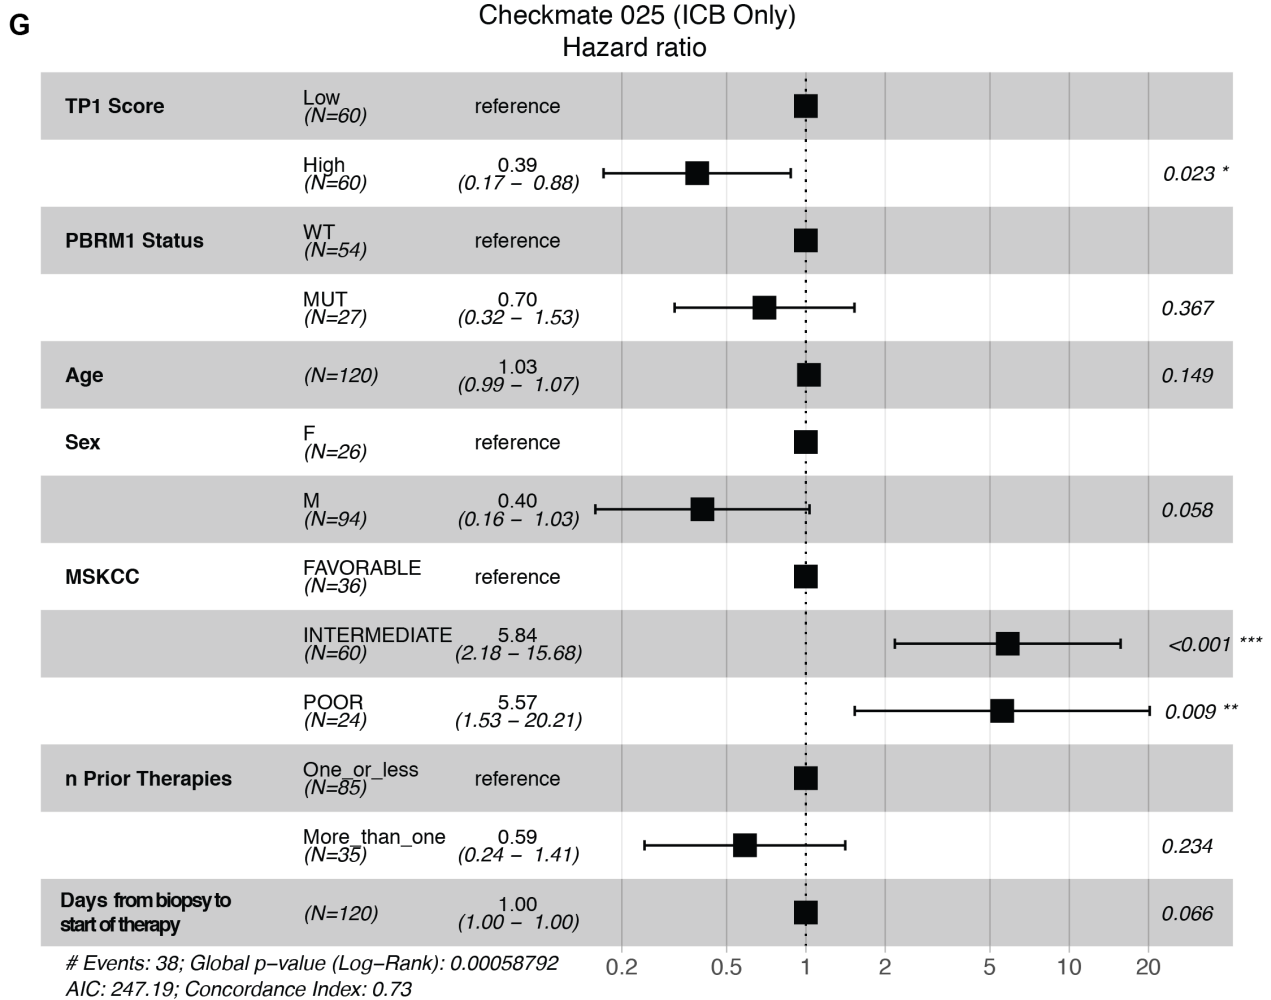 G
Checkmate 025 (ICB Only)
Hazard ratio
TP1 Score
Low
(N=60)
reference
High
(N=60)
0.39
(0.17 – 0.88)
0.023 *
PBRM1 Status
WT
(N=54)
reference
MUT
(N=27)
0.70
(0.32 – 1.53)
0.367
Age
(N=120)
1.03
(0.99 – 1.07)
0.149
Sex
F
(N=26)
reference
M
(N=94)
0.40
(0.16 – 1.03)
0.058
MSKCC
FAVORABLE
(N=36)
reference
INTERMEDIATE
(N=60)
5.84
(2.18 – 15.68)
<0.001 ***
POOR
(N=24)
5.57
(1.53 – 20.21)
0.009 **
n Prior Therapies
One_or_less
(N=85)
reference
More_than_one
(N=35)
0.59
(0.24 – 1.41)
0.234
Days from biopsy to
start of therapy
(N=120)
1.00
(1.00 – 1.00)
0.066
# Events: 38; Global p−value (Log−Rank): 0.00058792
AIC: 247.19; Concordance Index: 0.73
0.2 0.5 1 2 5 10 20